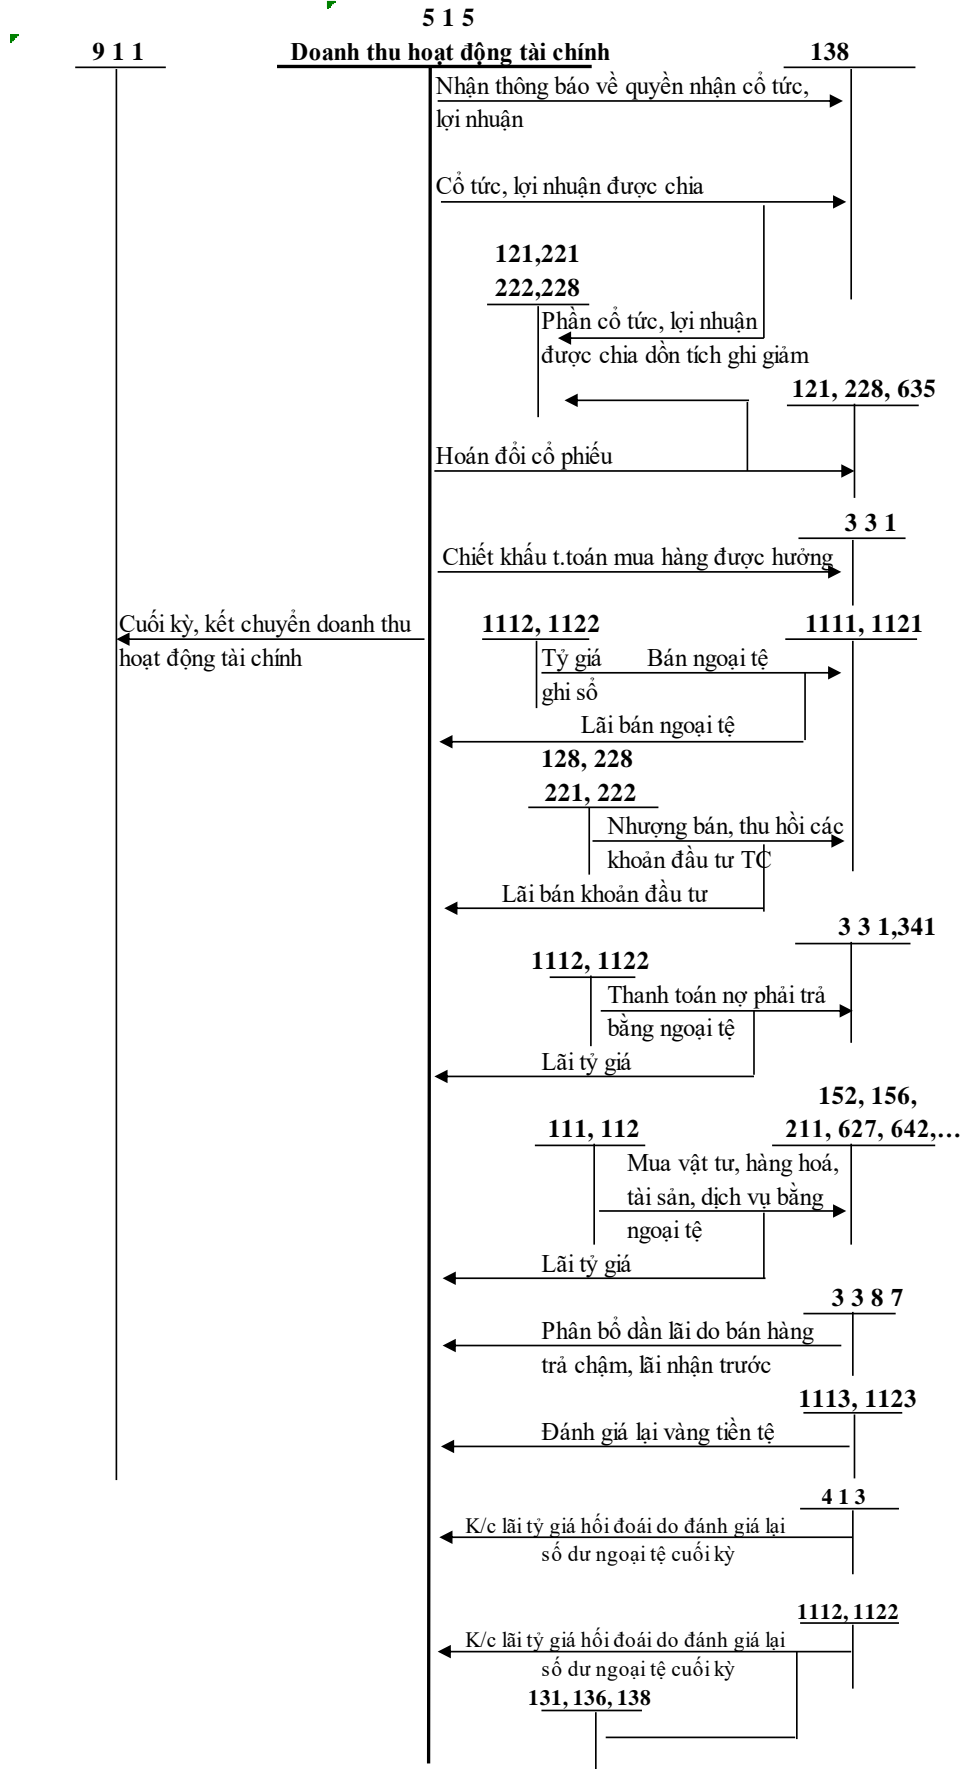 5 1 5
9 1 1
Doanh thu hoạt động tài chính
138
Nhận thông báo về quyền nhận cổ tức,
lợi nhuận
Cổ tức, lợi nhuận được chia
121,221
222,228
Phần cổ tức, lợi nhuận
được chia dồn tích ghi giảm
121, 228, 635
Hoán đổi cổ phiếu
3 3 1
Chiết khấu t.toán mua hàng được hưởng
Cuối kỳ, kết chuyển doanh thu
hoạt động tài chính
1112, 1122
1111, 1121
Tỷ giá
ghi sổ
Bán ngoại tệ
Lãi bán ngoại tệ
128, 228
221, 222
Nhượng bán, thu hồi các
khoản đầu tư TC
Lãi bán khoản đầu tư
3 3 1,341
1112, 1122
Thanh toán nợ phải trả
bằng ngoại tệ
Lãi tỷ giá
152, 156,
211, 627, 642,…
111, 112
Mua vật tư, hàng hoá,
tài sản, dịch vụ bằng
ngoại tệ
Lãi tỷ giá
3 3 8 7
Phân bổ dần lãi do bán hàng
trả chậm, lãi nhận trước
1113, 1123
Đánh giá lại vàng tiền tệ
4 1 3
K/c lãi tỷ giá hối đoái do đánh giá lại
số dư ngoại tệ cuối kỳ
1112, 1122
K/c lãi tỷ giá hối đoái do đánh giá lại
số dư ngoại tệ cuối kỳ
131, 136, 138